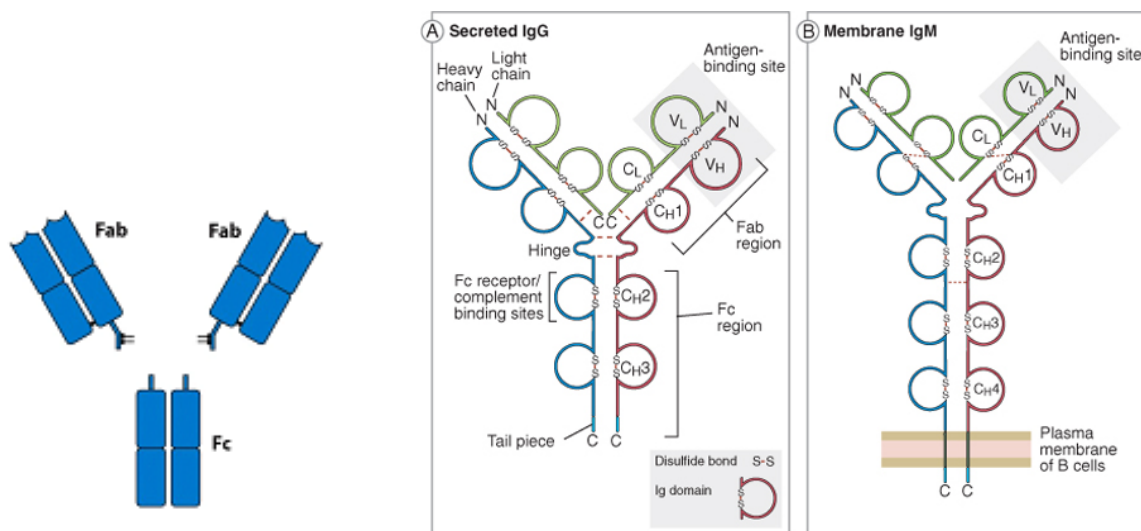 Fab
Fab
Fc
A Secreted IgG
Heavy
chain
Light
chain
N
N
Antigen-
binding site
N
N
VL
VH
CL
CH1
C C
Fab
region
Hinge
Fc receptor/
complement
binding sites
CH2
CH3
Fc
region
Tail piece
C
C
Disulfide bond S-S
Ig domain
S
S
B Membrane IgM
Antigen-
binding site
N
N
N
N
VL
VH
CL
CH1
CH2
CH3
CH4
Plasma
membrane
of B cells
C
C